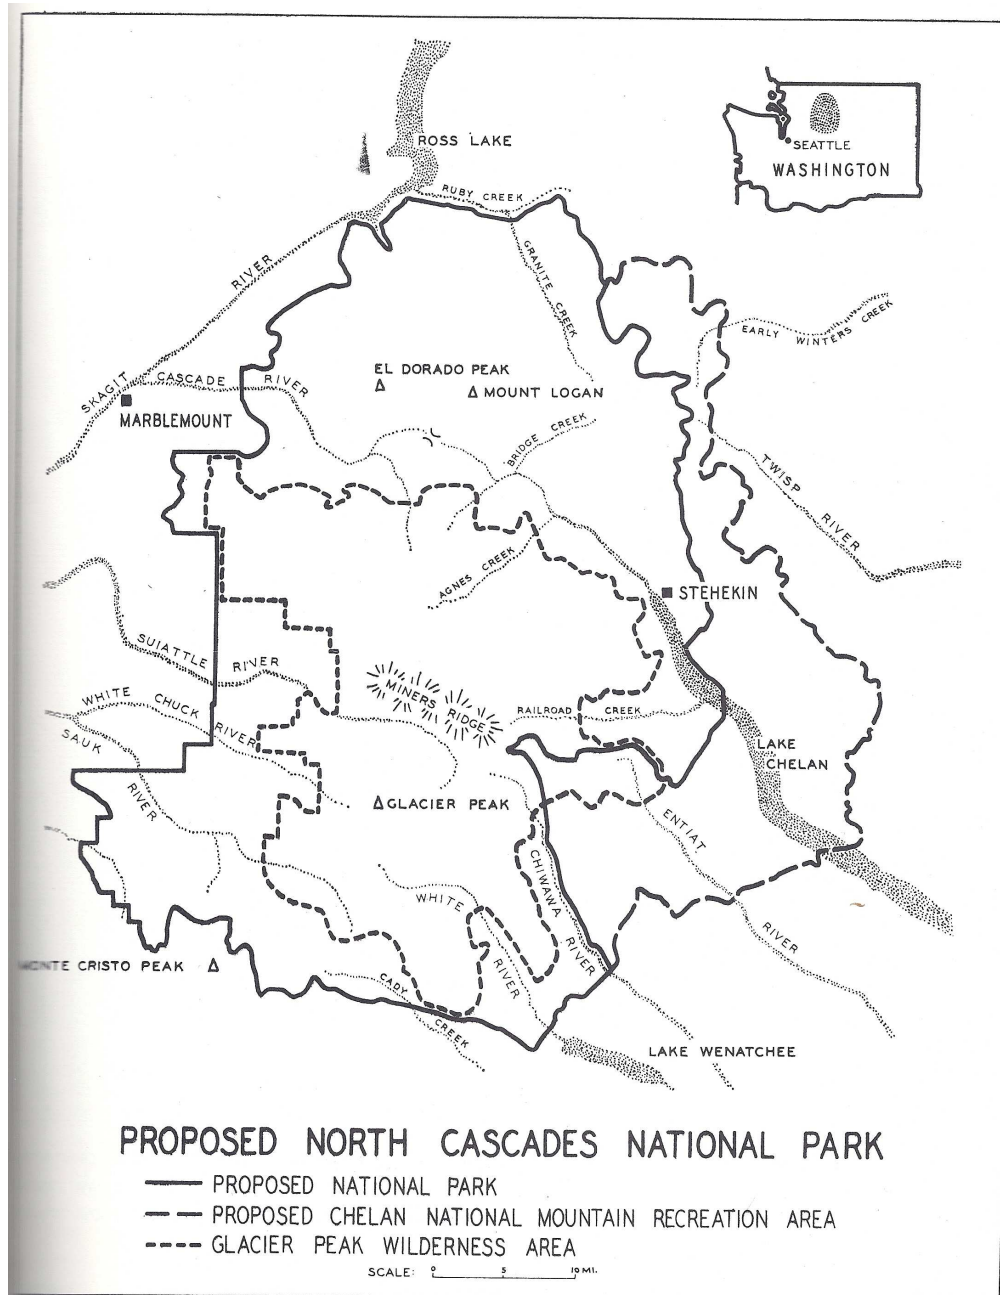 ROSS LAKE
SEATTLE
WASHINGTON
RUBY CREEK
RIVER
GRANITE CREEK
EARLY WINTERS CREEK
EL DORADO PEAK
SKAGIT
CASCADE RIVER
MOUNT LOGAN
MARBLEMOUNT
BRIDGE CREEK
TWISP RIVER
AGNES CREEK
STEHEKIN
SUIATTLE RIVER
MINERS RIDGE
WHITE CHUCK RIVER
RAILROAD CREEK
SAUK
RIVER
LAKE
CHELAN
GLACIER PEAK
ENTIAT
RIVER
CHIWAWA
RIVER
WHITE
RIVER
MONTE CRISTO PEAK
CADY
CREEK
LAKE WENATCHEE
PROPOSED NORTH CASCADES NATIONAL PARK
PROPOSED NATIONAL PARK
PROPOSED CHELAN NATIONAL MOUNTAIN RECREATION AREA
GLACIER PEAK WILDERNESS AREA
SCALE: 0 5 10 MI.